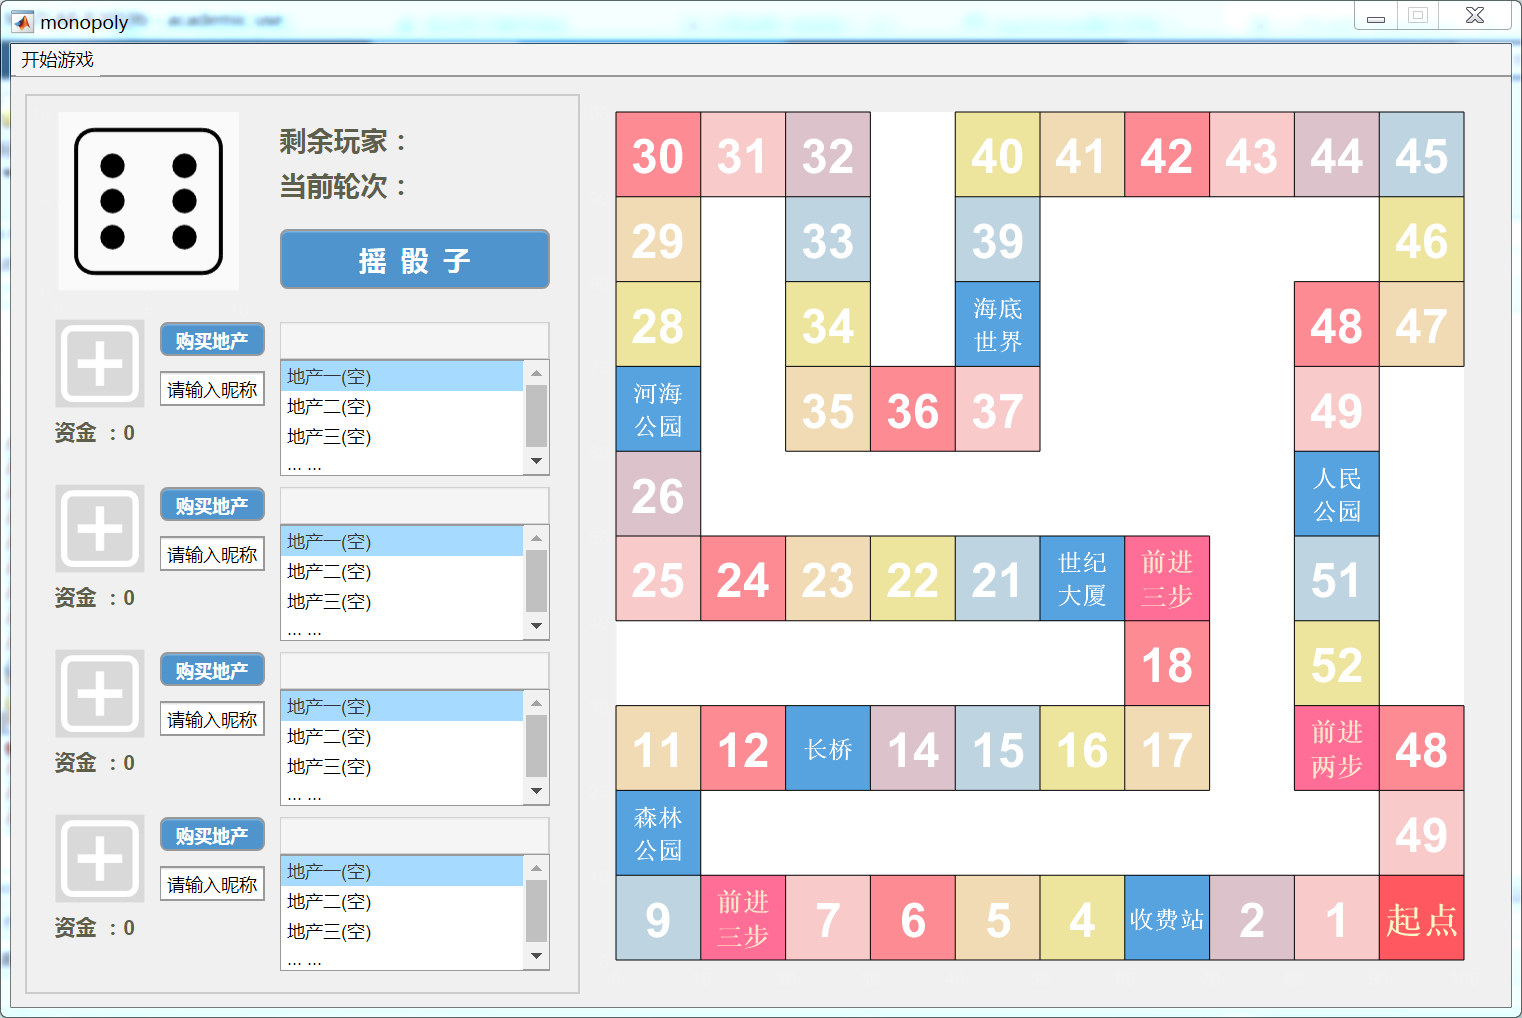 monopoly
开始游戏
剩余玩家：
当前轮次：
摇 骰 子
购买地产
请输入昵称
资金 ：0
地产一(空)
地产二(空)
地产三(空)
... ...
购买地产
请输入昵称
资金 ：0
地产一(空)
地产二(空)
地产三(空)
... ...
购买地产
请输入昵称
资金 ：0
地产一(空)
地产二(空)
地产三(空)
... ...
购买地产
请输入昵称
资金 ：0
地产一(空)
地产二(空)
地产三(空)
... ...
30 31 32 40 41 42 43 44 45
29 33 39 46
28 34 海底 48 47
世界
河海 35 36 37 49
公园
26 人民
公园
25 24 23 22 21 世纪 前进 51
大厦 三步
18 52
11 12 长桥 14 15 16 17 前进 48
两步
森林 49
公园
9 前进 7 6 5 4 收费站 2 1 起点
三步